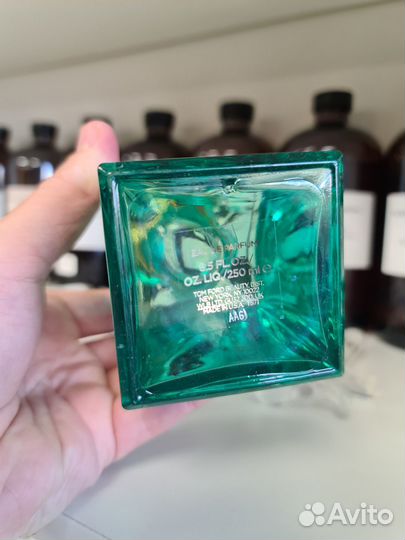 EAU DE PARFUM
8.5 FL.OZ./
OZ. LIQ./250 ml ℮
TOM FORD BEAUTY DIST.
NEW YORK, NY 10022
MADE IN U.S.A.
AA61
Avito